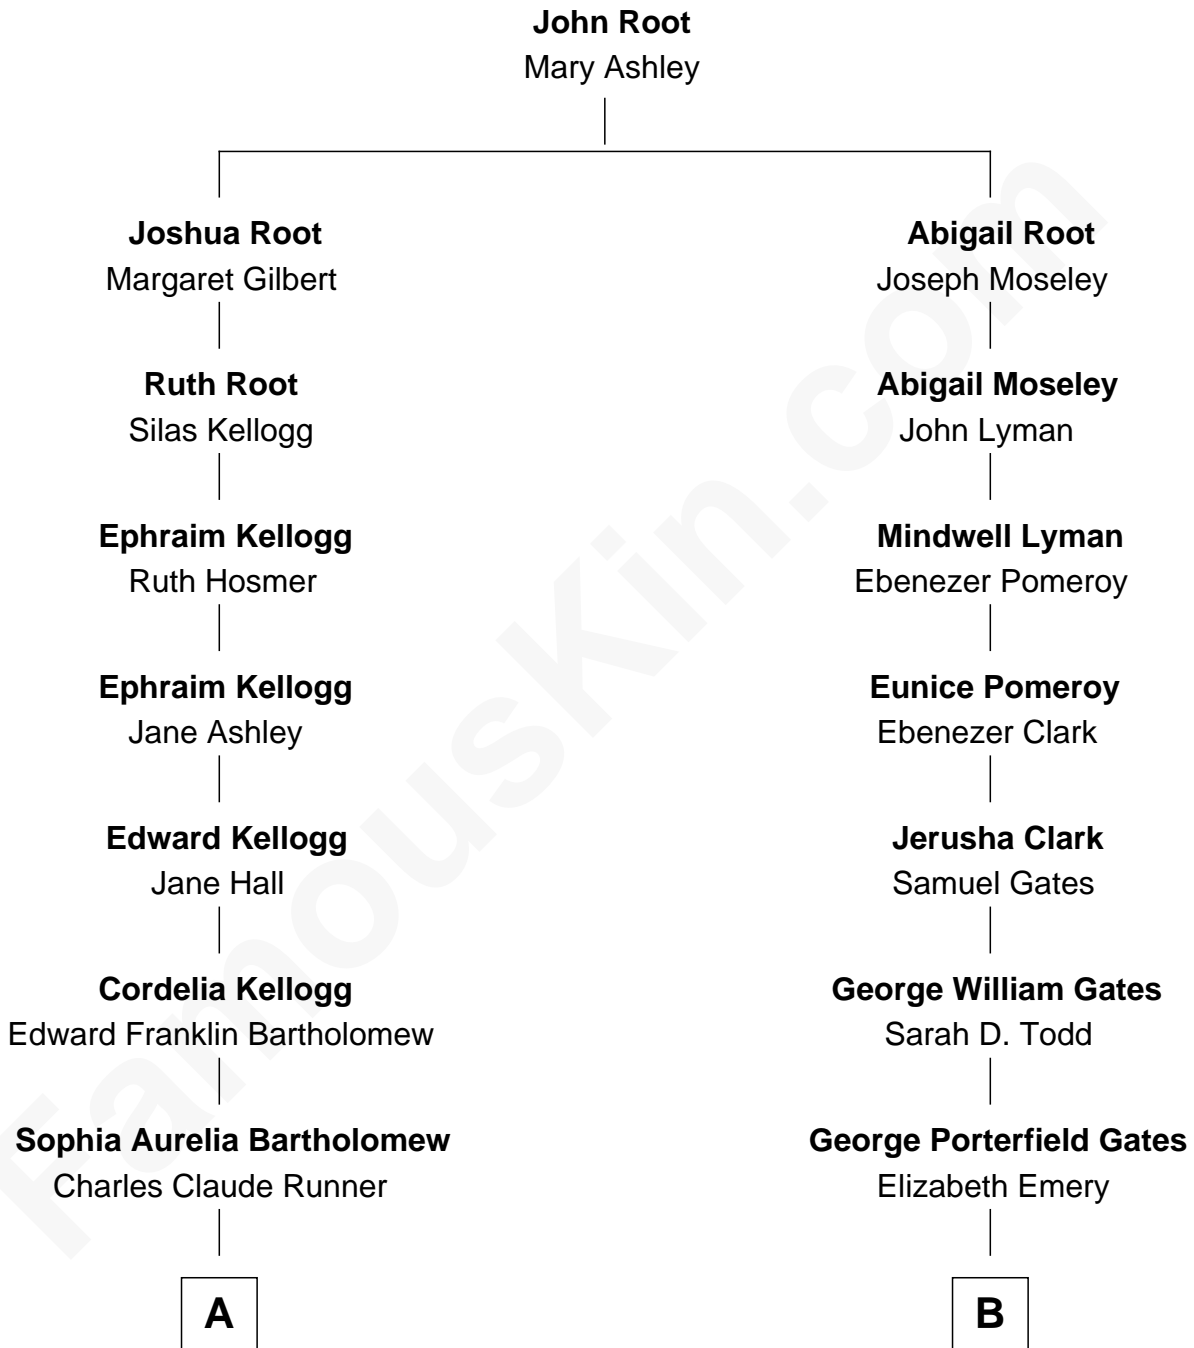 John Root
Mary Ashley
Joshua Root
Margaret Gilbert
Ruth Root
Silas Kellogg
Ephraim Kellogg
Ruth Hosmer
Ephraim Kellogg
Jane Ashley
Edward Kellogg
Jane Hall
Cordelia Kellogg
Edward Franklin Bartholomew
Sophia Aurelia Bartholomew
Charles Claude Runner
A
Abigail Root
Joseph Moseley
Abigail Moseley
John Lyman
Mindwell Lyman
Ebenezer Pomeroy
Eunice Pomeroy
Ebenezer Clark
Jerusha Clark
Samuel Gates
George William Gates
Sarah D. Todd
George Porterfield Gates
Elizabeth Emery
B
FamousKin.com